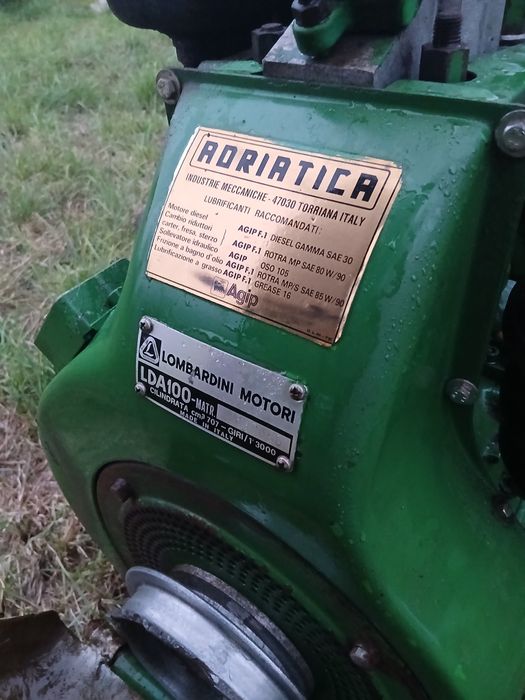 ADRIATICA
INDUSTRIE MECCANICHE - 47030 TORRIANA ITALY
LUBRIFICANTI RACCOMANDATI:
Motore diesel AGIP F.1 DIESEL GAMMA SAE 30
Cambio riduttori
carter, fresa, sterzo AGIP F.1 ROTRA MP SAE 80 W/90
Sollevatore idraulico AGIP OSO 105
Frizione a bagno d'olio AGIP F.1 ROTRA MP/S SAE 85 W/90
Lubrificazione a grasso AGIP F.1 GREASE 16
Agip
LOMBARDINI MOTORI
LDA100-MATR.
CILINDRATA cm³ 707-GIRI/1' 3000
MADE IN ITALY